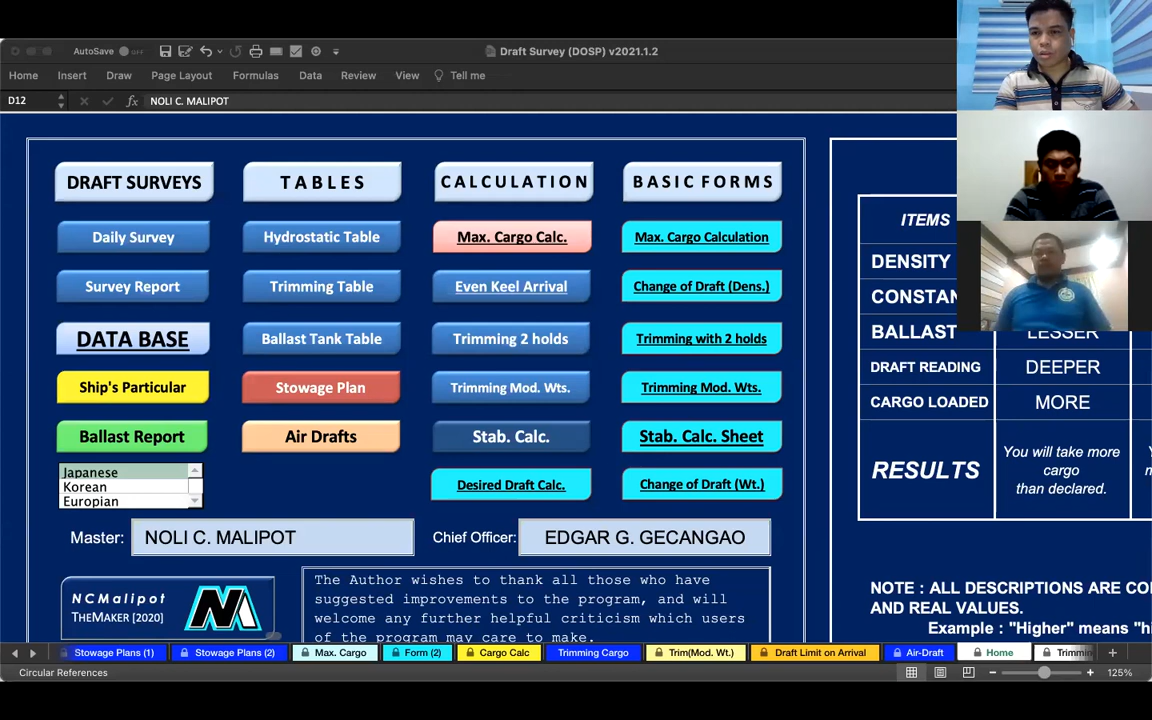 AutoSave OFF
Draft Survey (DOSP) v2021.1.2
Home Insert Draw Page Layout Formulas Data Review View Tell me
D12 fx NOLI C. MALIPOT
DRAFT SURVEYS
Daily Survey
Survey Report
DATA BASE
Ship's Particular
Ballast Report
Japanese
Korean
Europian
TABLES
Hydrostatic Table
Trimming Table
Ballast Tank Table
Stowage Plan
Air Drafts
CALCULATION
Max. Cargo Calc.
Even Keel Arrival
Trimming 2 holds
Trimming Mod. Wts.
Stab. Calc.
Desired Draft Calc.
BASIC FORMS
Max. Cargo Calculation
Change of Draft (Dens.)
Trimming with 2 holds
Trimming Mod. Wts.
Stab. Calc. Sheet
Change of Draft (Wt.)
Master: NOLI C. MALIPOT
Chief Officer: EDGAR G. GECANGAO
NCMalipot
THEMAKER [2020]
The Author wishes to thank all those who have
suggested improvements to the program, and will
welcome any further helpful criticism which users
of the program may care to make.
ITEMS
DENSITY
CONSTAN
BALLAST LESSER
DRAFT READING DEEPER
CARGO LOADED MORE
RESULTS
You will take more
cargo
than declared.
NOTE : ALL DESCRIPTIONS ARE CO
AND REAL VALUES.
Example : "Higher" means "hi
Stowage Plans (1) Stowage Plans (2) Max. Cargo Form (2) Cargo Calc Trimming Cargo Trim(Mod. Wt.) Draft Limit on Arrival Air-Draft Home Trimmin
Circular References
125%